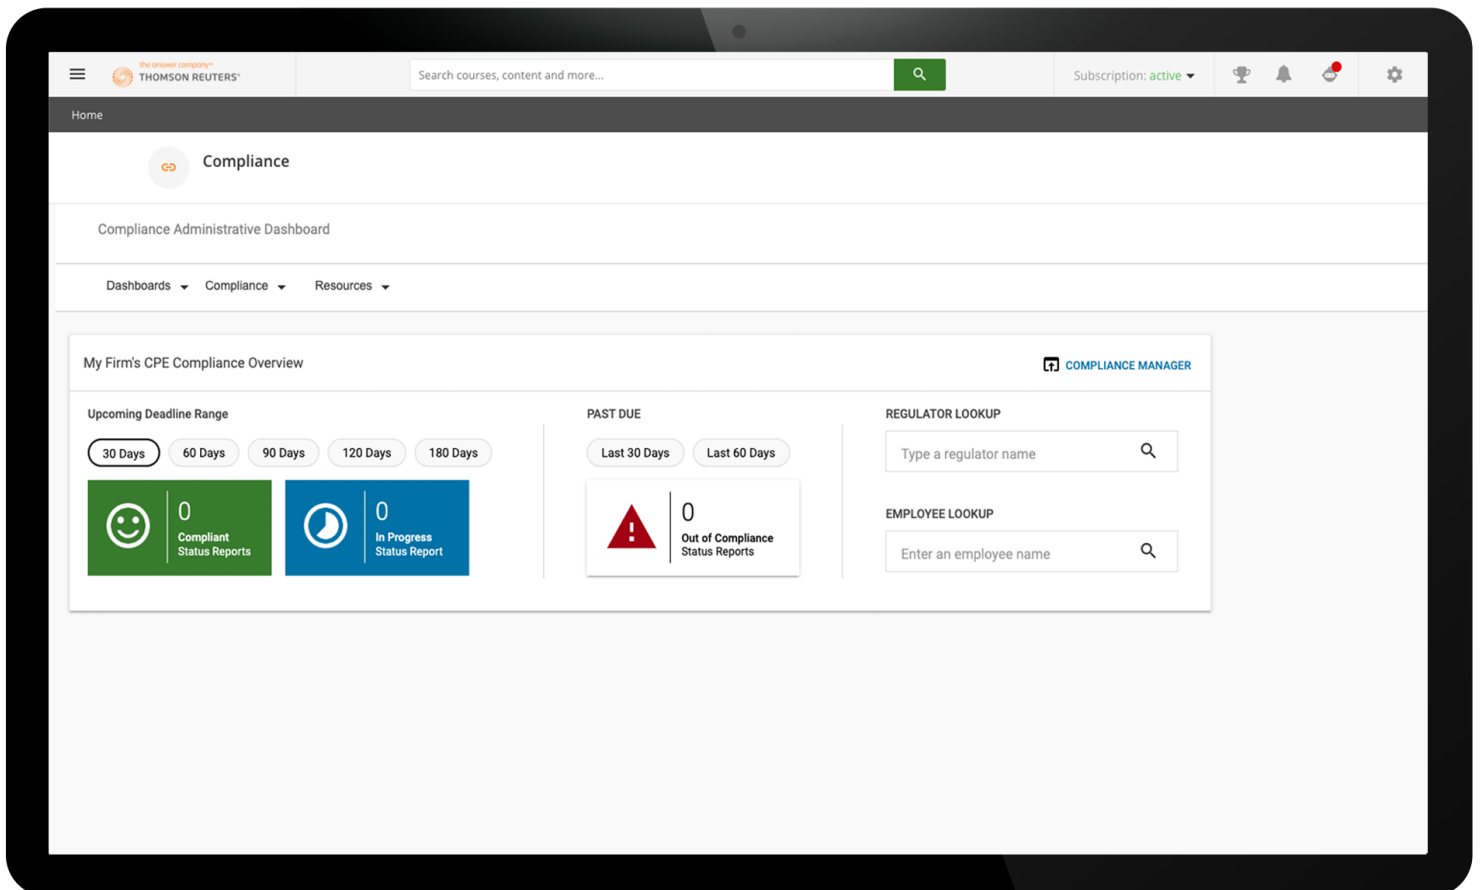 the answer company™
THOMSON REUTERS®
Search courses, content and more...
Subscription: active
Home
Compliance
Compliance Administrative Dashboard
Dashboards
Compliance
Resources
My Firm's CPE Compliance Overview
COMPLIANCE MANAGER
Upcoming Deadline Range
30 Days
60 Days
90 Days
120 Days
180 Days
0
Compliant
Status Reports
0
In Progress
Status Report
PAST DUE
Last 30 Days
Last 60 Days
0
Out of Compliance
Status Reports
REGULATOR LOOKUP
Type a regulator name
EMPLOYEE LOOKUP
Enter an employee name